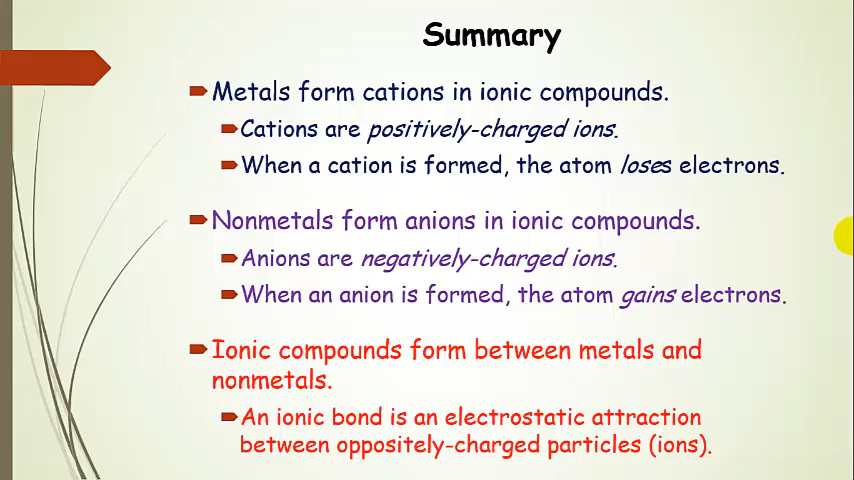 Summary
Metals form cations in ionic compounds.
Cations are positively-charged ions.
When a cation is formed, the atom loses electrons.
Nonmetals form anions in ionic compounds.
Anions are negatively-charged ions.
When an anion is formed, the atom gains electrons.
Ionic compounds form between metals and
nonmetals.
An ionic bond is an electrostatic attraction
between oppositely-charged particles (ions).